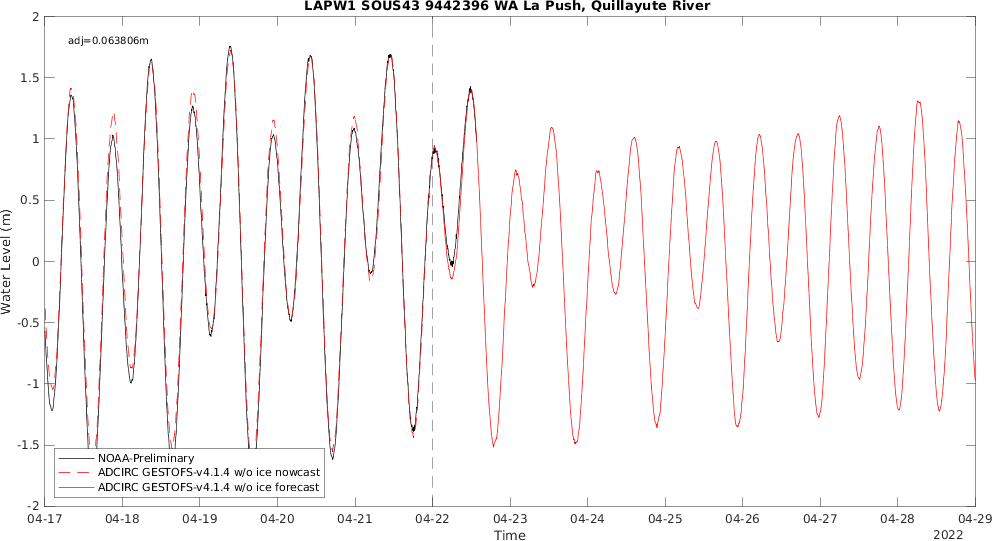 LAPW1 SOUS43 9442396 WA La Push, Quillayute River
adj=0.063806m
Water Level (m)
2
1.5
1
0.5
0
-0.5
-1
-1.5
-2
NOAA-Preliminary
ADCIRC GESTOFS-v4.1.4 w/o ice nowcast
ADCIRC GESTOFS-v4.1.4 w/o ice forecast
04-17 04-18 04-19 04-20 04-21 04-22 04-23 04-24 04-25 04-26 04-27 04-28 04-29
Time
2022